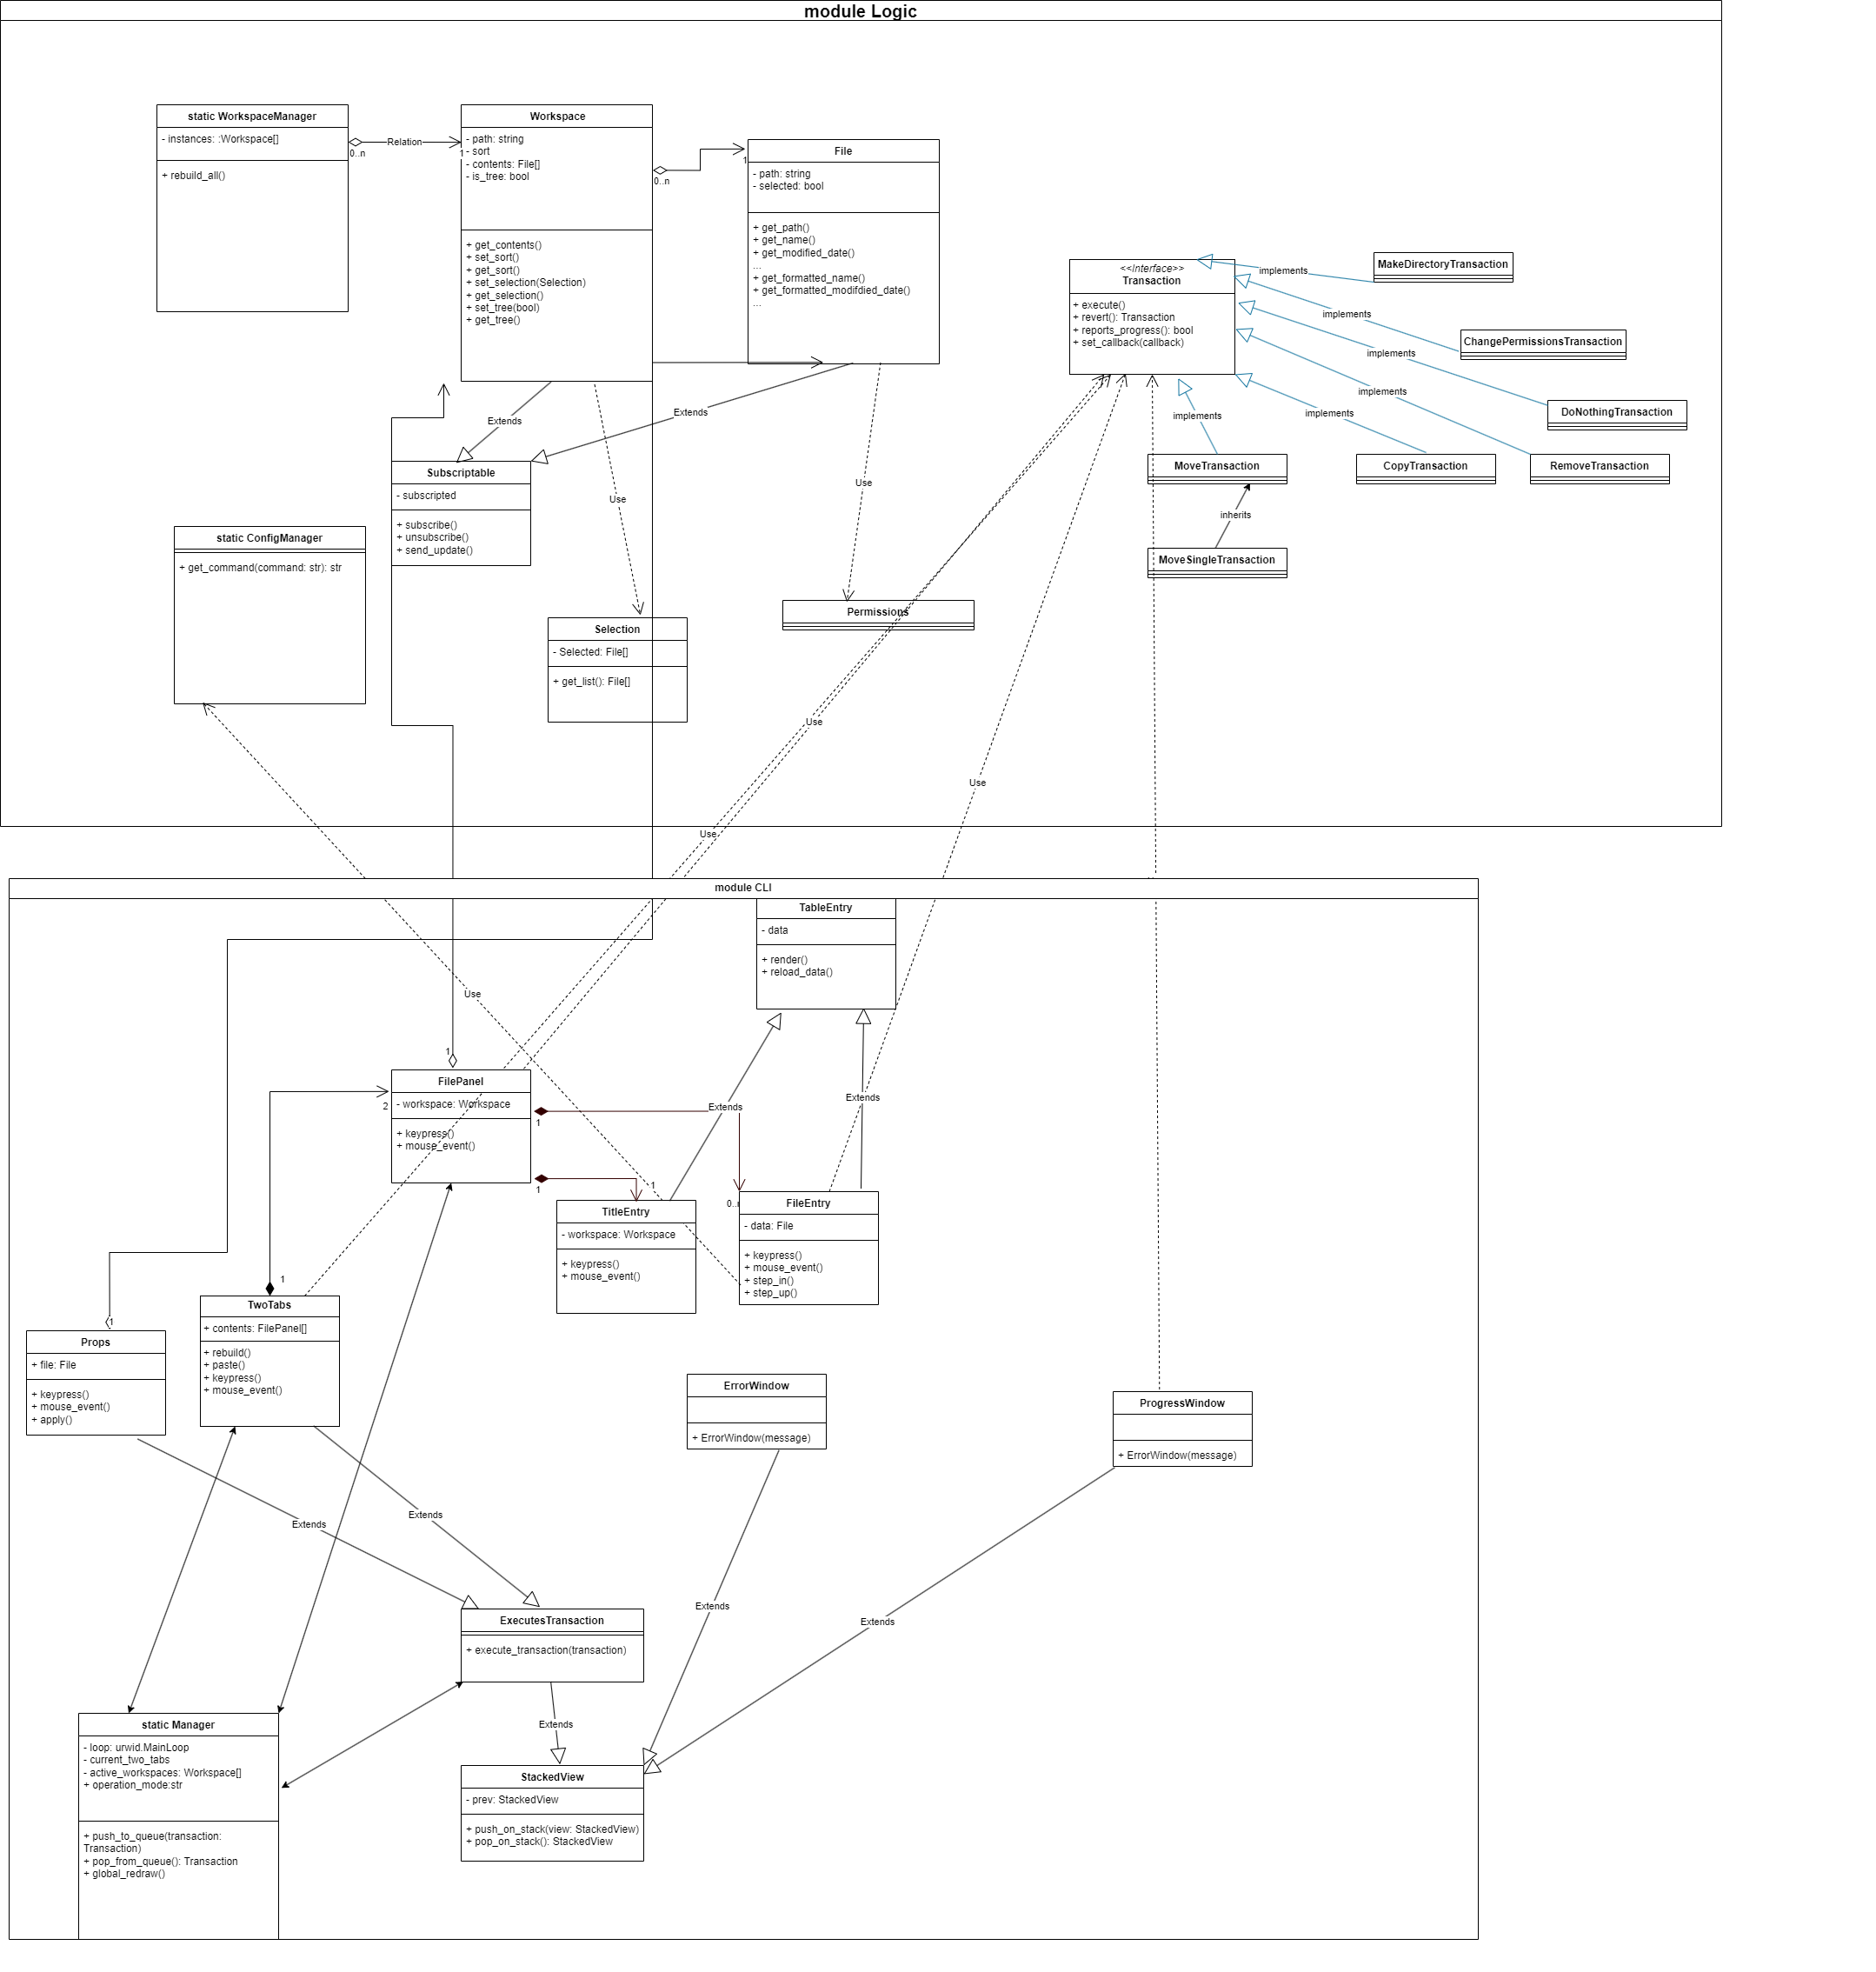 module Logic
static WorkspaceManager
- instances: :Workspace[]
+ rebuild_all()
0..n
Relation
1
Workspace
- path: string
- sort
- contents: File[]
- is_tree: bool
+ get_contents()
+ set_sort()
+ get_sort()
+ set_selection(Selection)
+ get_selection()
+ set_tree(bool)
+ get_tree()
0..n
1
File
- path: string
- selected: bool
+ get_path()
+ get_name()
+ get_modified_date()
...
+ get_formatted_name()
+ get_formatted_modifdied_date()
...
<<Interface>>
Transaction
+ execute()
+ revert(): Transaction
+ reports_progress(): bool
+ set_callback(callback)
implements
MakeDirectoryTransaction
implements
ChangePermissionsTransaction
implements
DoNothingTransaction
implements
RemoveTransaction
implements
CopyTransaction
implements
MoveTransaction
inherits
MoveSingleTransaction
Extends
Extends
Subscriptable
- subscripted
+ subscribe()
+ unsubscribe()
+ send_update()
Use
Use
static ConfigManager
+ get_command(command: str): str
Selection
- Selected: File[]
+ get_list(): File[]
Permissions
Use
Use
Use
module CLI
TableEntry
- data
+ render()
+ reload_data()
Use
1
FilePanel
- workspace: Workspace
+ keypress()
+ mouse_event()
2
1
1
Extends
Extends
1
0..n
TitleEntry
- workspace: Workspace
+ keypress()
+ mouse_event()
FileEntry
- data: File
+ keypress()
+ mouse_event()
+ step_in()
+ step_up()
1
TwoTabs
+ contents: FilePanel[]
+ rebuild()
+ paste()
+ keypress()
+ mouse_event()
1
Props
+ file: File
+ keypress()
+ mouse_event()
+ apply()
ErrorWindow
+ ErrorWindow(message)
ProgressWindow
+ ErrorWindow(message)
Extends
Extends
Extends
Extends
ExecutesTransaction
+ execute_transaction(transaction)
Extends
static Manager
- loop: urwid.MainLoop
- current_two_tabs
- active_workspaces: Workspace[]
+ operation_mode:str
+ push_to_queue(transaction:
Transaction)
+ pop_from_queue(): Transaction
+ global_redraw()
StackedView
- prev: StackedView
+ push_on_stack(view: StackedView)
+ pop_on_stack(): StackedView